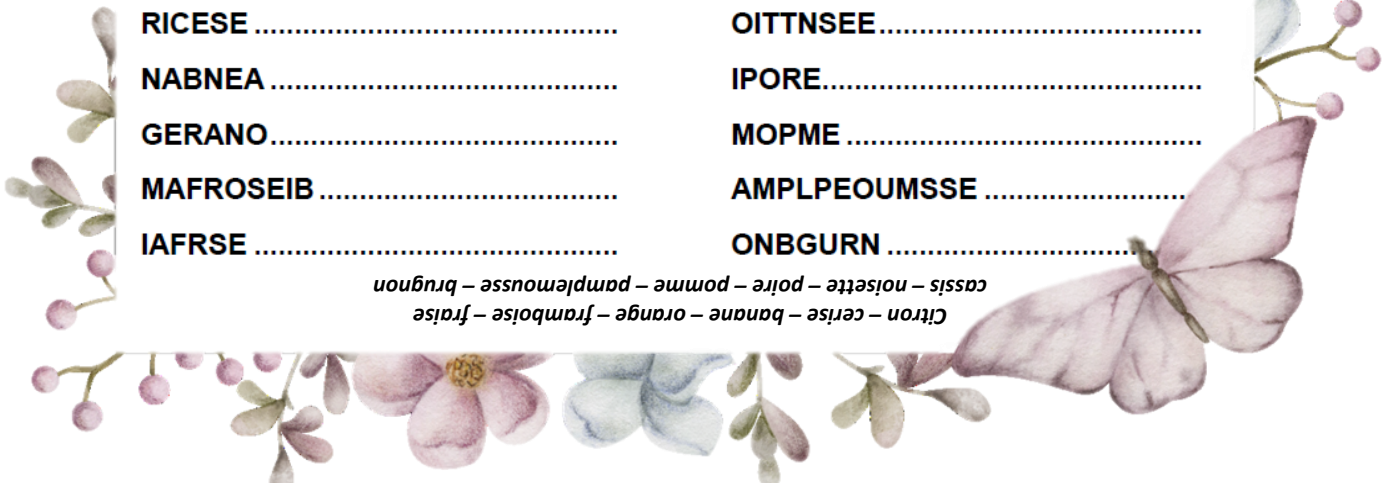 RICESE ........................................
NABNEA ........................................
GERANO ........................................
MAFROSEIB ........................................
IAFRSE ........................................
OITTNSEE ........................................
IPORE ........................................
MOPME ........................................
AMPLPEOUMSSE ........................................
ONBGURN ........................................
Citron – cerise – banane – orange – framboise – fraise
cassis – noisette – poire – pomme – pamplemousse – brugnon